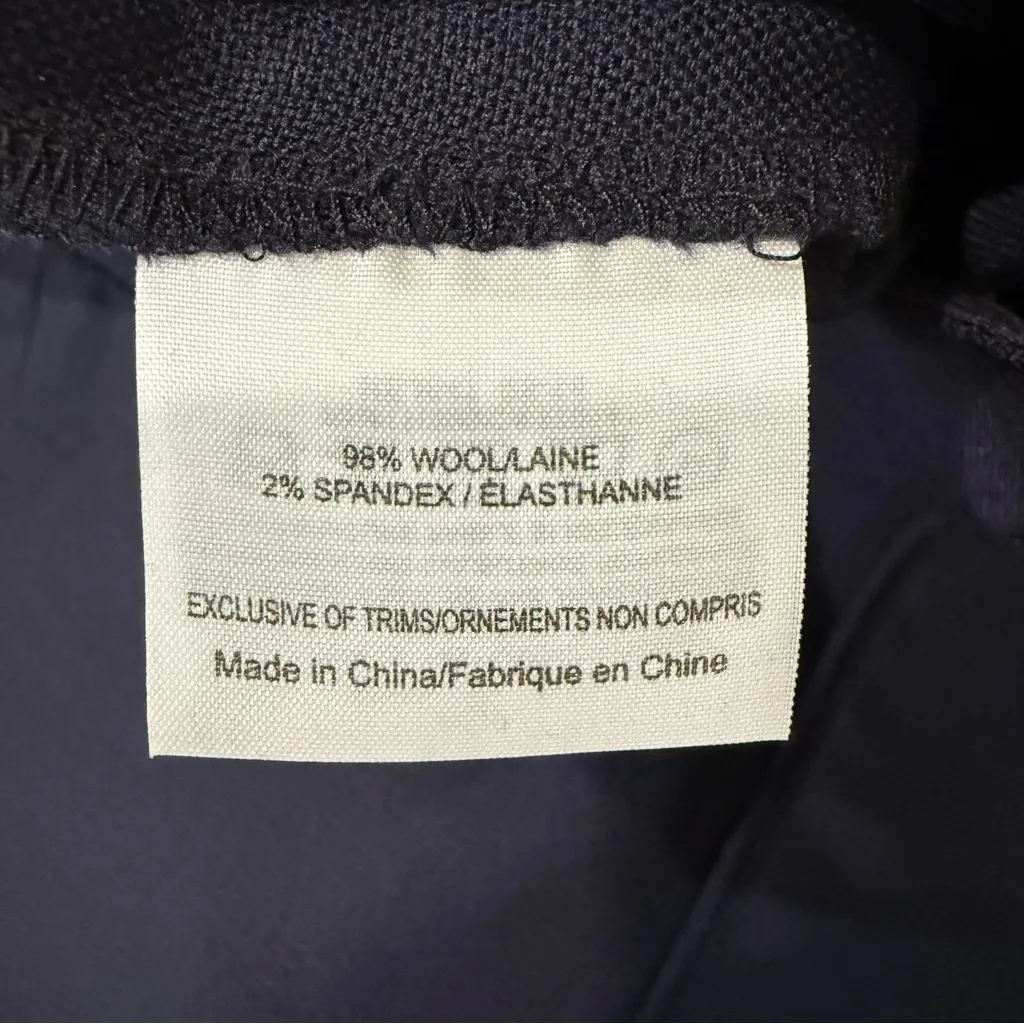 98% WOOL/LAINE
2% SPANDEX / ÉLASTHANNE
EXCLUSIVE OF TRIMS/ORNEMENTS NON COMPRIS
Made in China/Fabrique en Chine